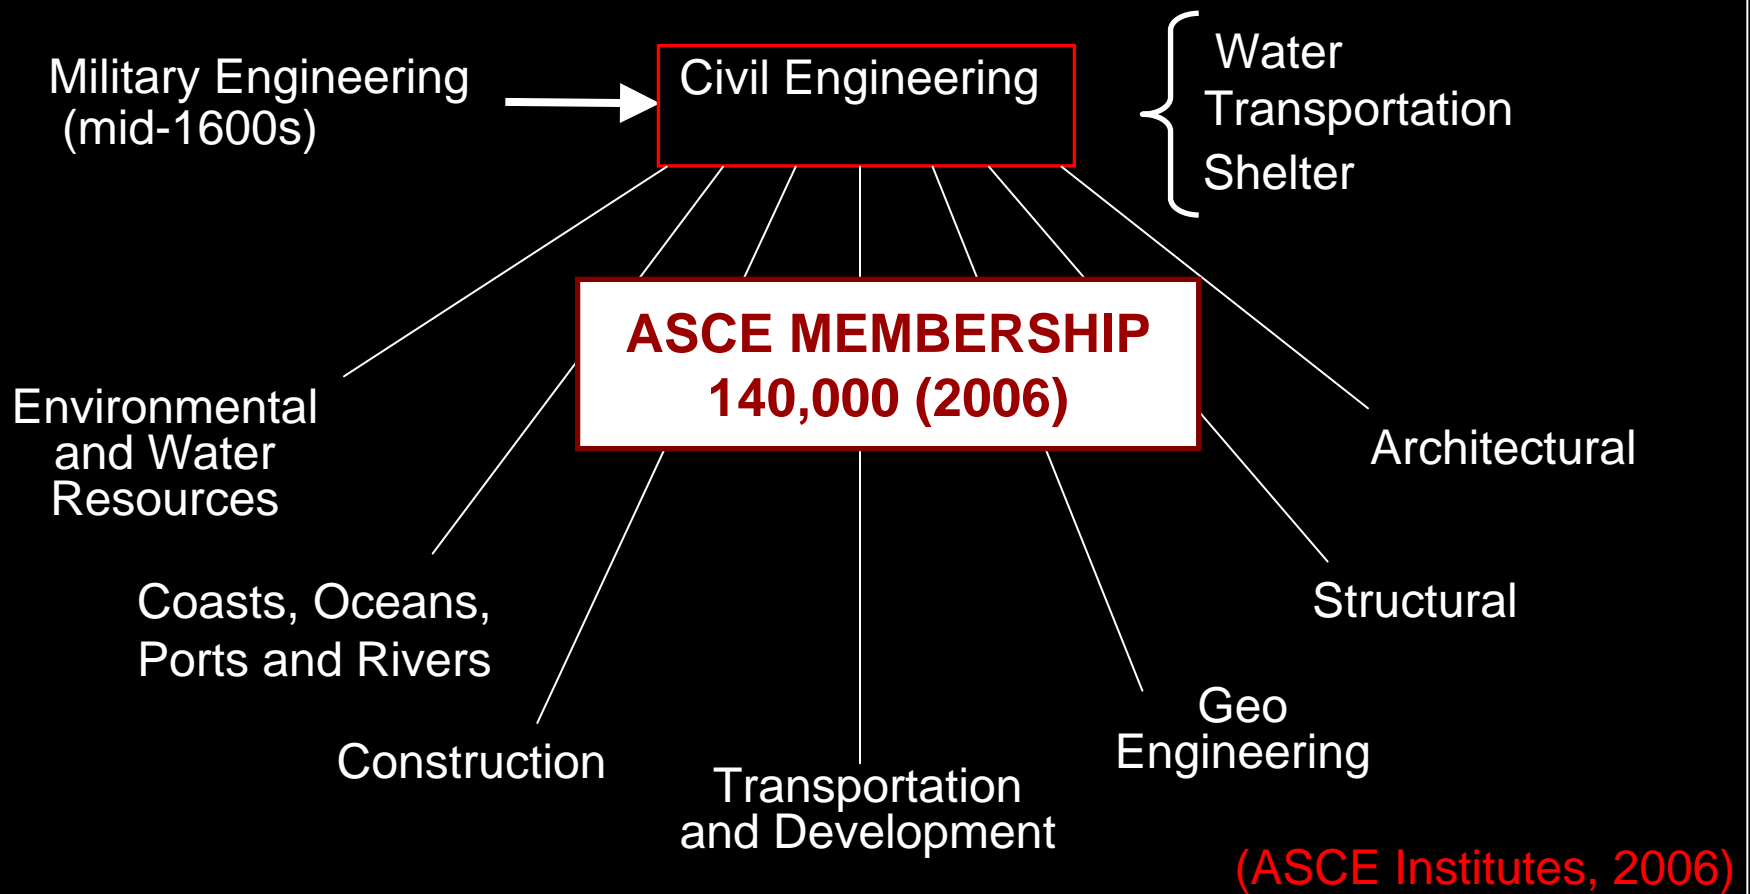 Military Engineering
(mid-1600s)
Civil Engineering
Water
Transportation
Shelter
ASCE MEMBERSHIP
140,000 (2006)
Environmental
and Water
Resources
Coasts, Oceans,
Ports and Rivers
Construction
Transportation
and Development
Geo
Engineering
Structural
Architectural
(ASCE Institutes, 2006)